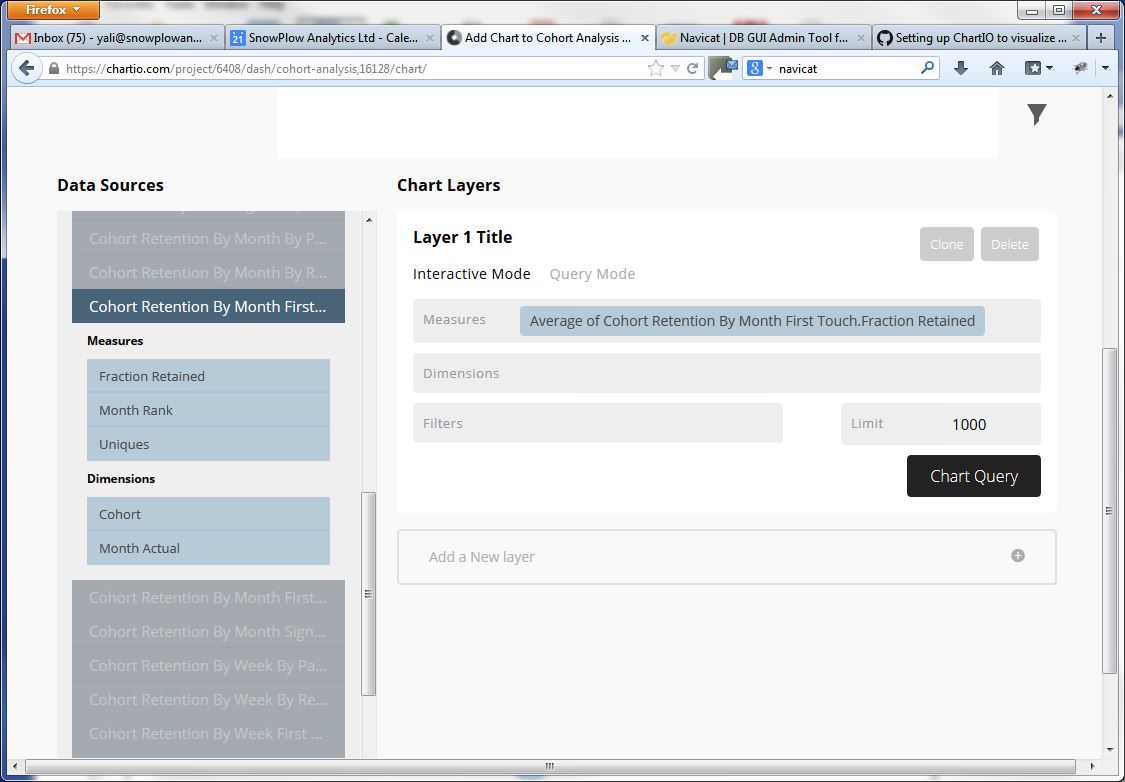 Firefox
Inbox (75) - yali@snowplowan...
21
SnowPlow Analytics Ltd - Cale...
Add Chart to Cohort Analysis ...
Navicat | DB GUI Admin Tool f...
Setting up ChartIO to visualize ...
https://chartio.com/project/6408/dash/cohort-analysis,16128/chart/
8
navicat
Data Sources
Chart Layers
Cohort Retention By Month By P...
Cohort Retention By Month By R...
Cohort Retention By Month First...
Measures
Fraction Retained
Month Rank
Uniques
Dimensions
Cohort
Month Actual
Cohort Retention By Month First...
Cohort Retention By Month Sign...
Cohort Retention By Week By Pa...
Cohort Retention By Week By Re...
Cohort Retention By Week First ...
Layer 1 Title
Clone
Delete
Interactive Mode
Query Mode
Measures
Average of Cohort Retention By Month First Touch.Fraction Retained
Dimensions
Filters
Limit
1000
Chart Query
Add a New layer